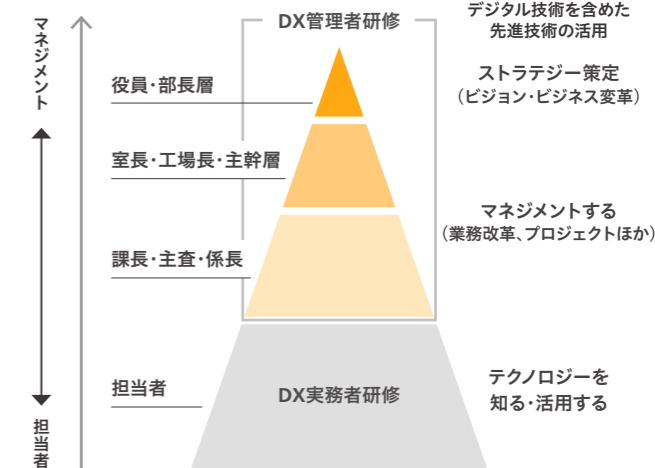 デジタル技術を含めた
先進技術の活用
DX管理者研修
マネジメント
役員・部長層
ストラテジー策定
（ビジョン・ビジネス変革）
室長・工場長・主幹層
マネジメントする
（業務改革、プロジェクトほか）
課長・主査・係長
担当者
DX実務者研修
テクノロジーを
知る・活用する
担当者